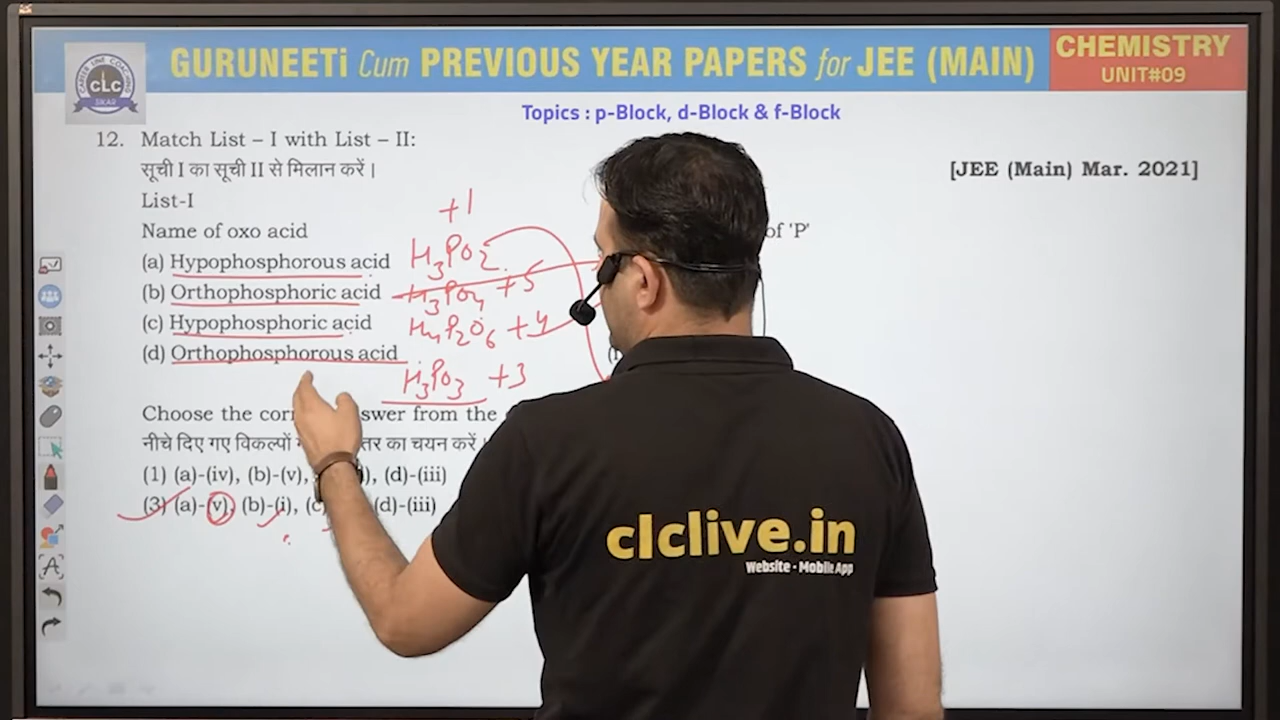 GURUNEETi Cum PREVIOUS YEAR PAPERS for JEE (MAIN)
CHEMISTRY
UNIT#09
CLC
SIKAR
Topics : p-Block, d-Block & f-Block
12. Match List – I with List – II:
सूची I का सूची II से मिलान करें।
[JEE (Main) Mar. 2021]
List-I
Name of oxo acid
of 'P'
+1
(a) Hypophosphorous acid H₃PO₂
(b) Orthophosphoric acid H₃PO₄ +5
(c) Hypophosphoric acid H₄P₂O₆ +4
(d) Orthophosphorous acid
H₃PO₃ +3
Choose the answer from the
नीचे दिए गए विकल्पों का चयन करें।
(1) (a)-(iv), (b)-(v), (d)-(iii)
(3) (a)-(v), (b)-(i), (d)-(iii)
clclive.in
Website - Mobile App